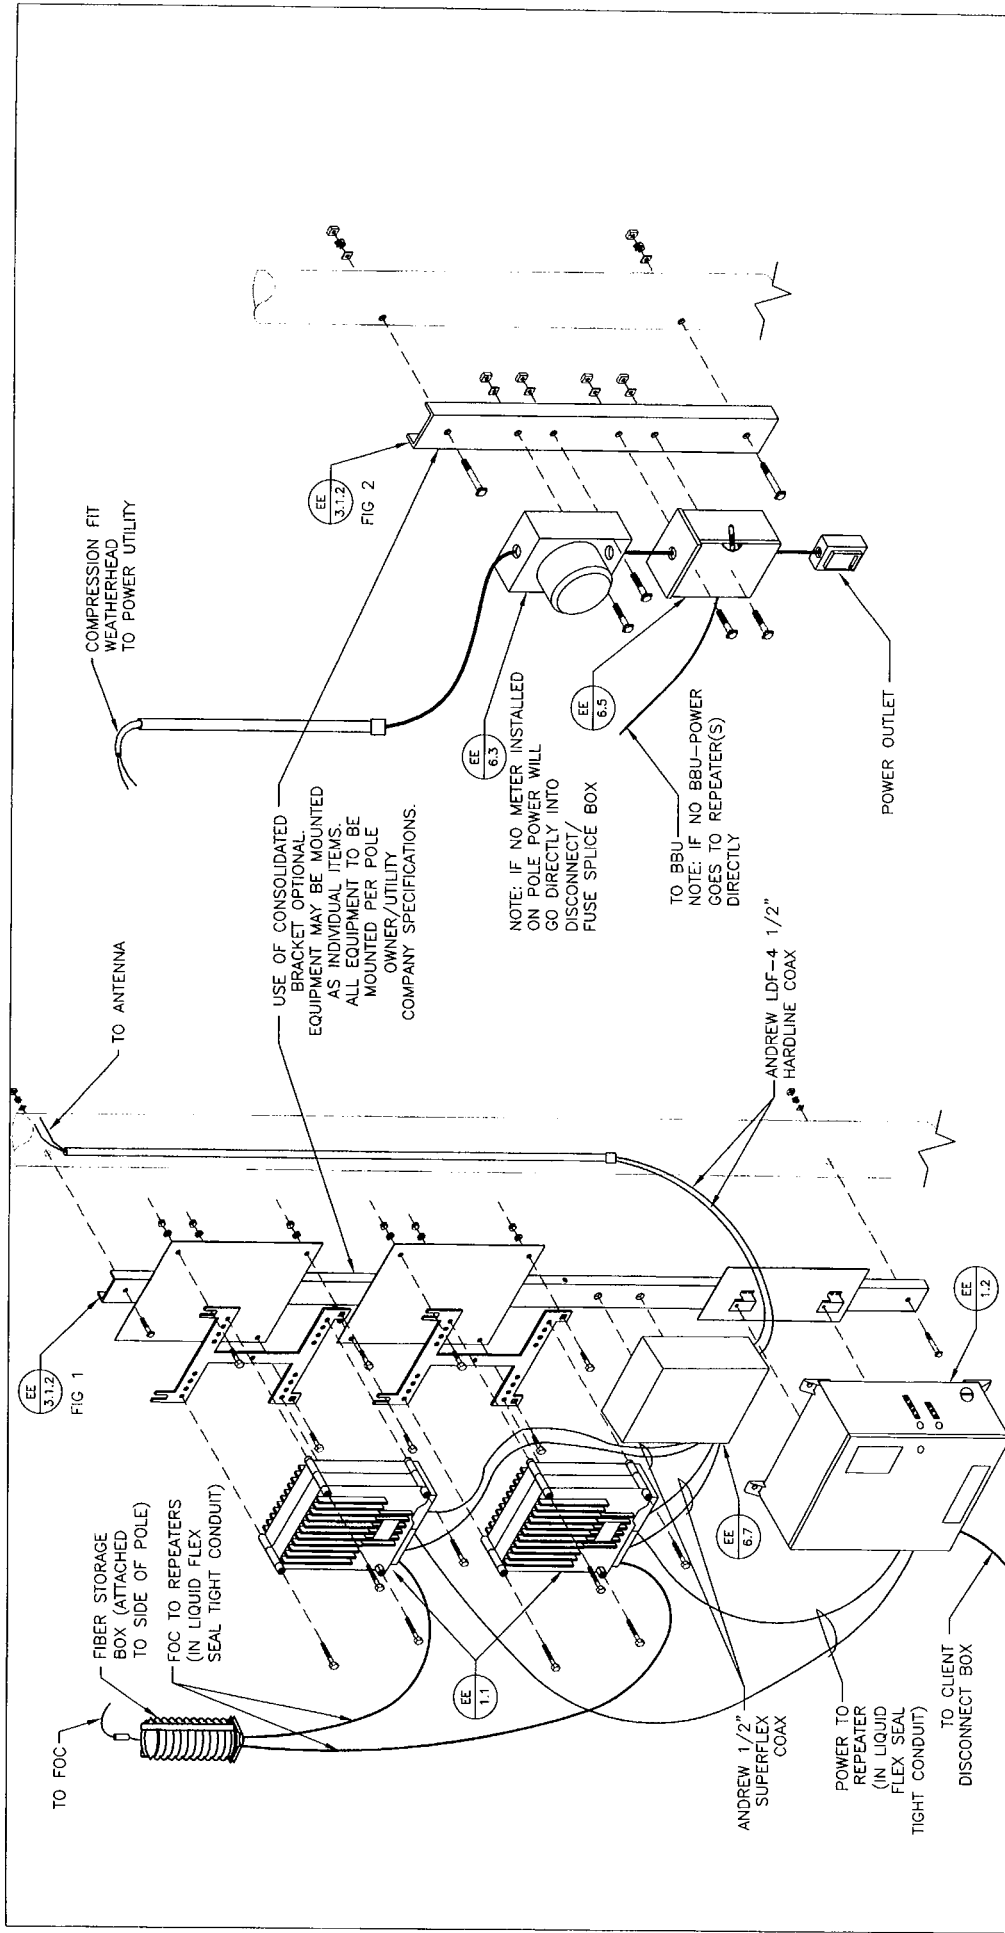 TO FOC
FIBER STORAGE
BOX (ATTACHED
TO SIDE OF POLE)
FOC TO REPEATERS
(IN LIQUID FLEX
SEAL TIGHT CONDUIT)
EE
3.1.2
FIG 1
TO ANTENNA
EE
1.1
ANDREW 1/2"
SUPERFLEX
COAX
POWER TO
REPEATER
(IN LIQUID
FLEX SEAL
TIGHT CONDUIT)
TO CLIENT
DISCONNECT BOX
EE
6.7
EE
1.2
ANDREW LDF-4 1/2"
HARDLINE COAX
USE OF CONSOLIDATED
BRACKET OPTIONAL.
EQUIPMENT MAY BE MOUNTED
AS INDIVIDUAL ITEMS.
ALL EQUIPMENT TO BE
MOUNTED PER POLE
OWNER/UTILITY
COMPANY SPECIFICATIONS.
COMPRESSION FIT
WEATHERHEAD
TO POWER UTILITY
EE
3.1.2
FIG 2
EE
6.3
NOTE: IF NO METER INSTALLED
ON POLE POWER WILL
GO DIRECTLY INTO
DISCONNECT/
FUSE SPLICE BOX
EE
6.5
TO BBU
NOTE: IF NO BBU-POWER
GOES TO REPEATER(S)
DIRECTLY
POWER OUTLET